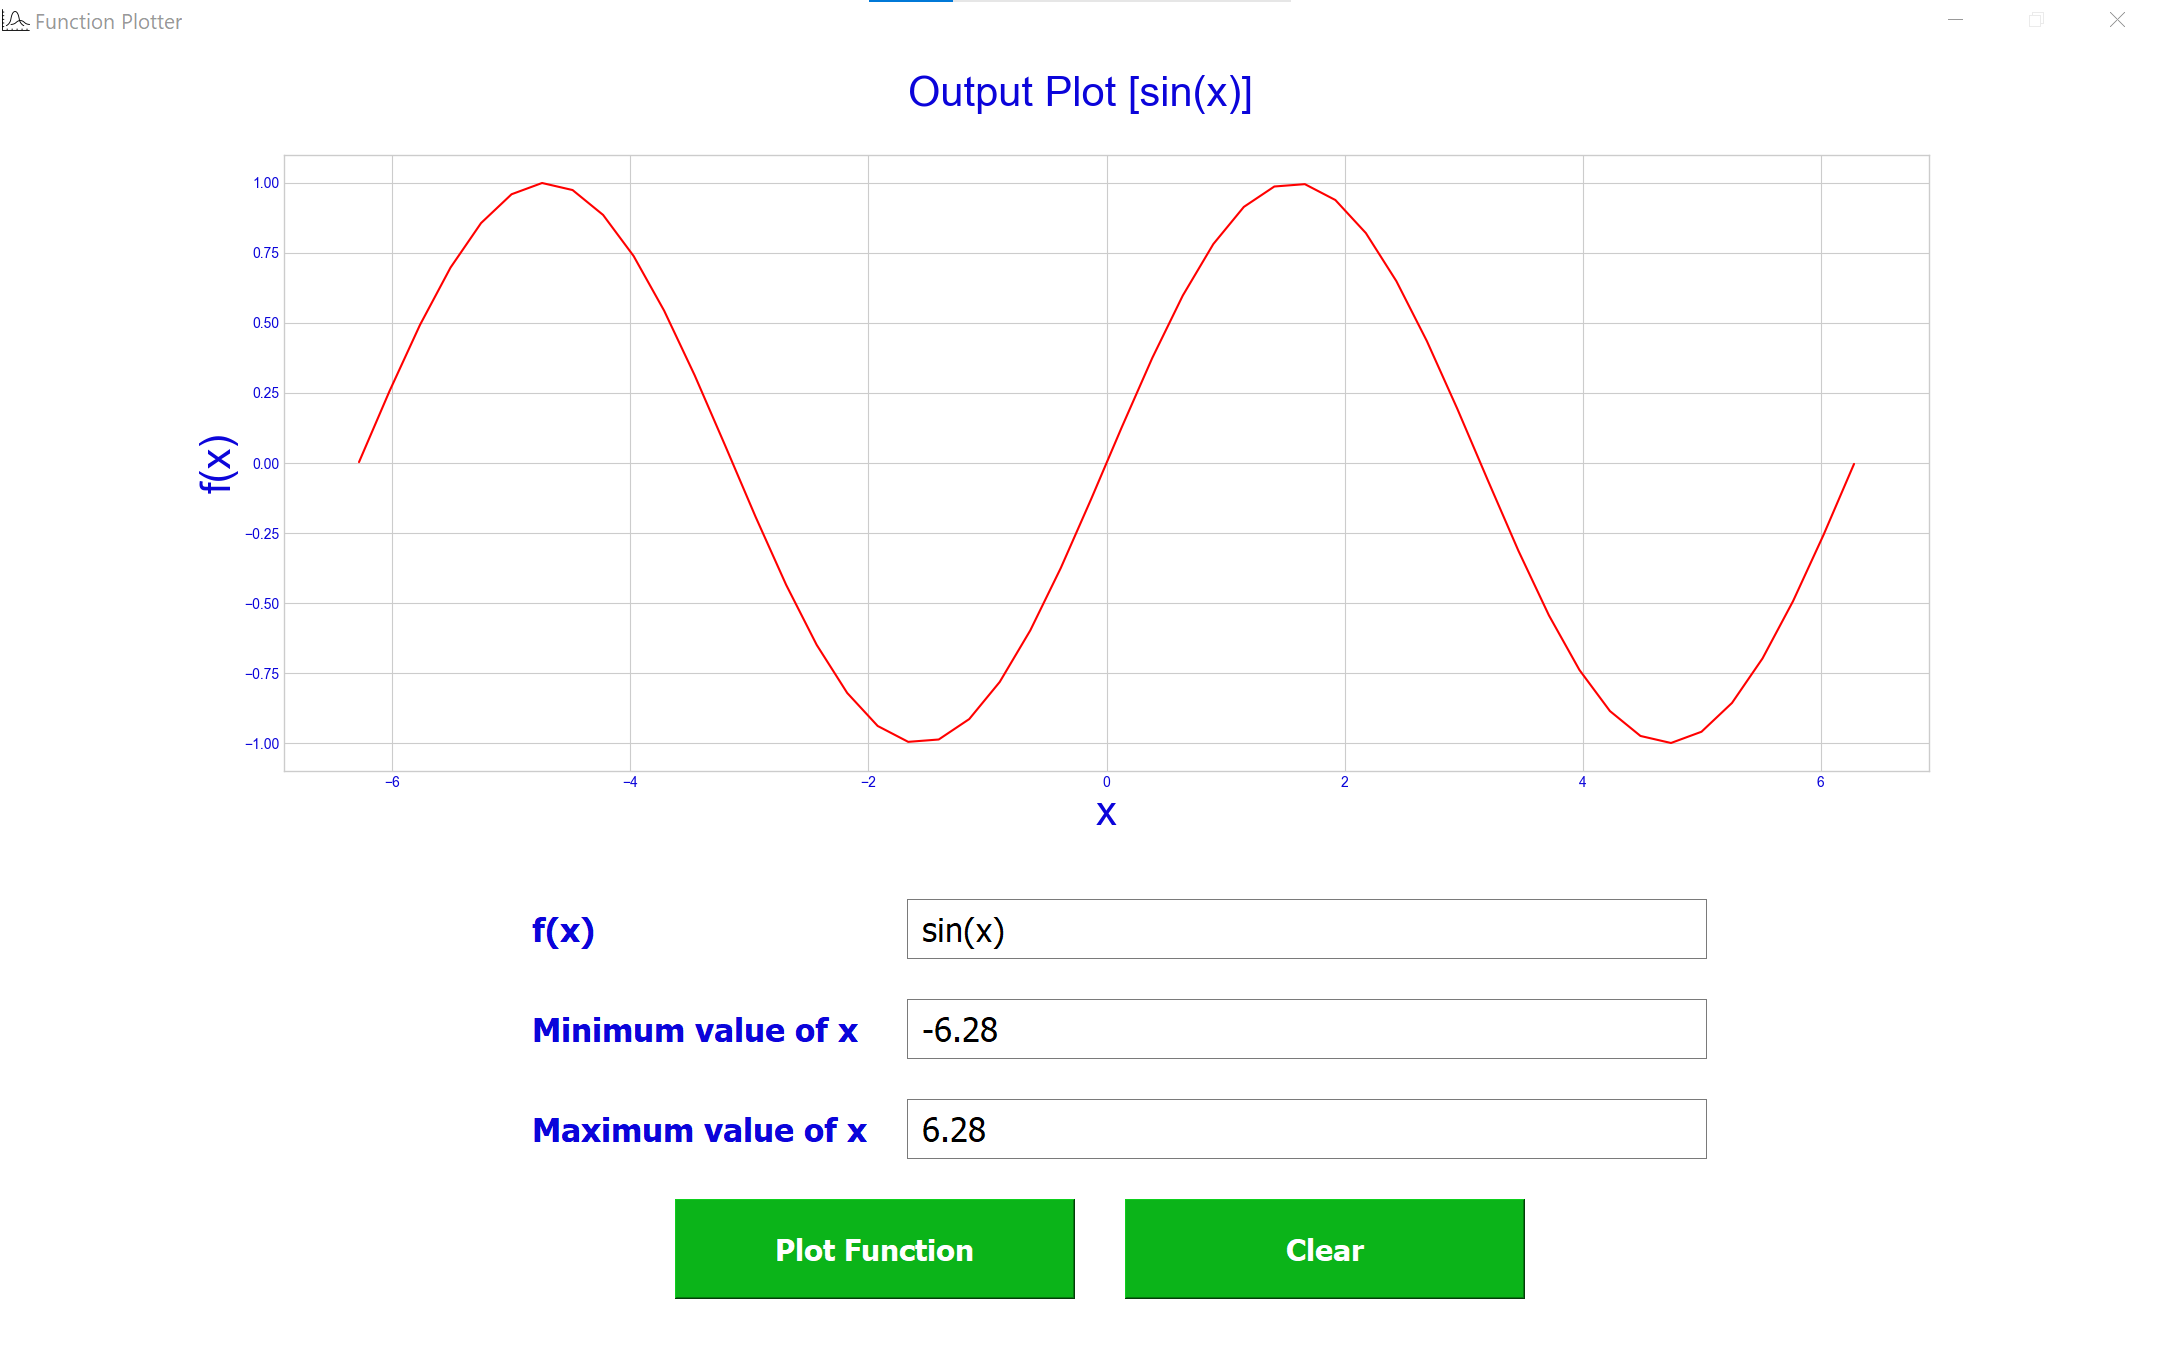 Function Plotter
Output Plot [sin(x)]
1.00
0.75
0.50
0.25
0.00
−0.25
−0.50
−0.75
−1.00
f(x)
−6 −4 −2 0 2 4 6
x
f(x) sin(x)
Minimum value of x -6.28
Maximum value of x 6.28
Plot Function Clear